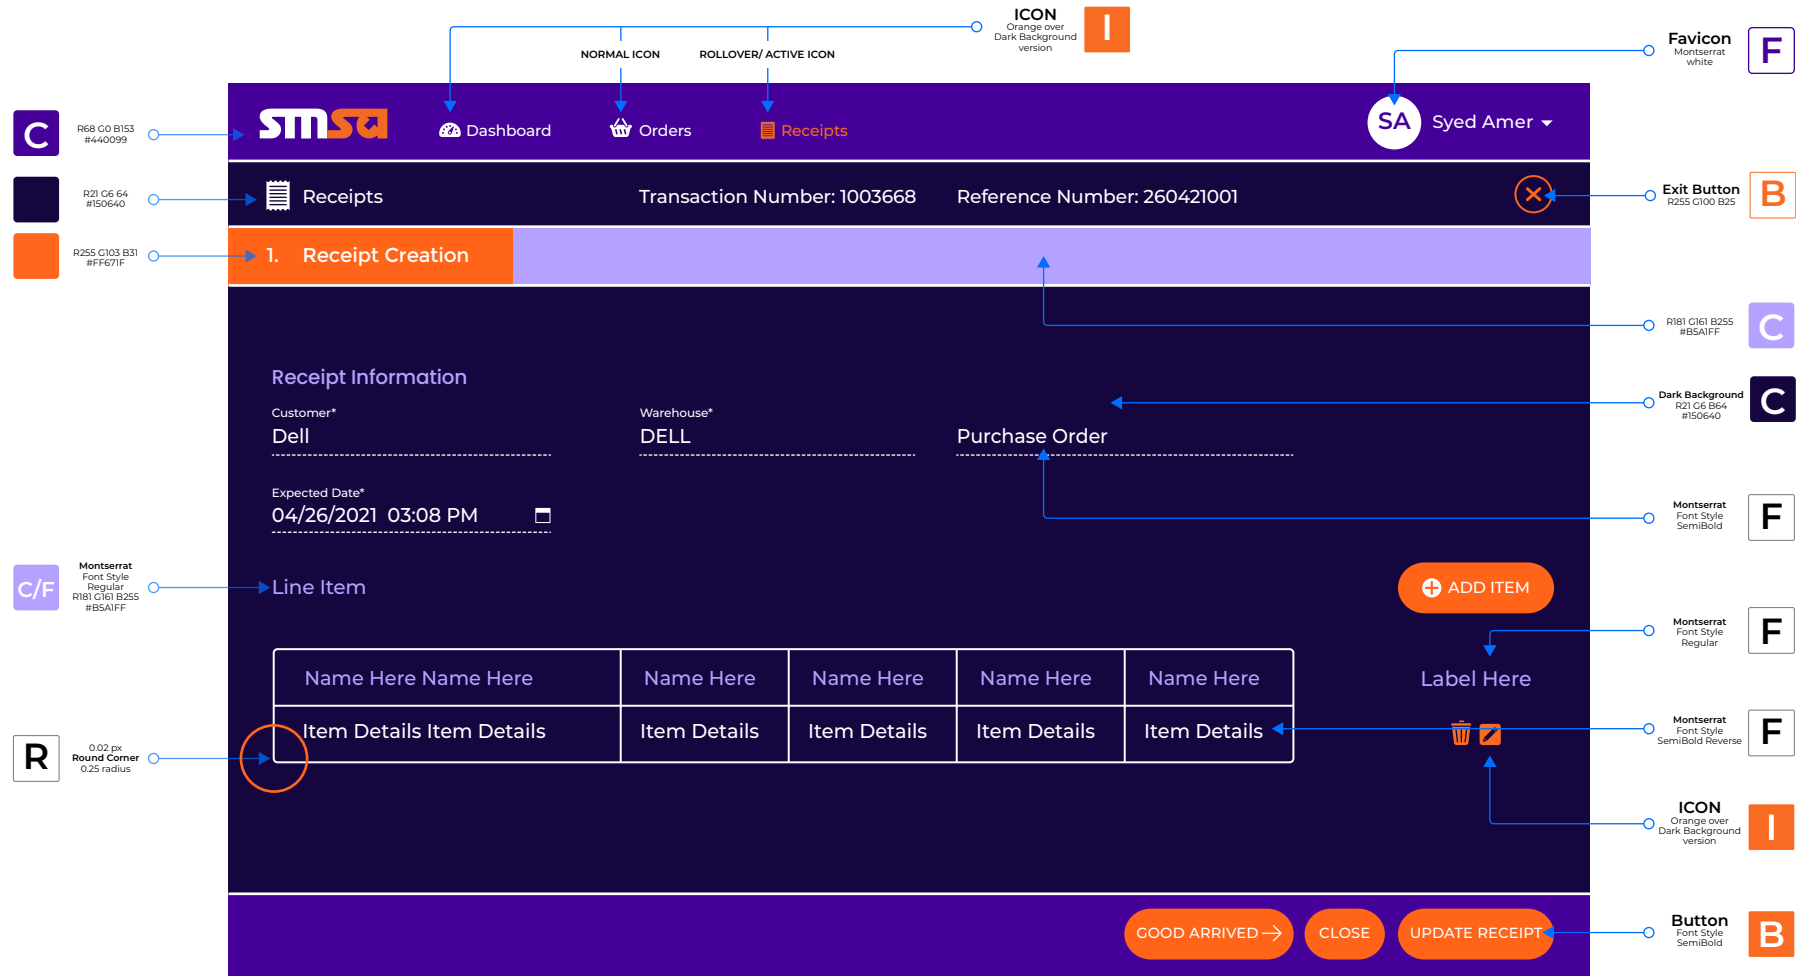 ICON
Orange over
Dark Background
version
I
NORMAL ICON
ROLLOVER/ ACTIVE ICON
Favicon
Montserrat
white
F
C
R68 G0 B153
#440099
smsa
Dashboard
Orders
Receipts
SA
Syed Amer
R21 G6 64
#150640
Receipts
Transaction Number: 1003668
Reference Number: 260421001
Exit Button
R255 G100 B25
B
R255 G103 B31
#FF671F
1. Receipt Creation
R181 G161 B255
#B5A1FF
C
Receipt Information
Dark Background
R21 G6 B64
#150640
C
Customer*
Dell
Warehouse*
DELL
Purchase Order
Expected Date*
04/26/2021 03:08 PM
Montserrat
Font Style
SemiBold
F
C/F
Montserrat
Font Style
Regular
R181 G161 B255
#B5A1FF
Line Item
ADD ITEM
Montserrat
Font Style
Regular
F
Name Here Name Here
Name Here
Name Here
Name Here
Name Here
Label Here
Item Details Item Details
Item Details
Item Details
Item Details
Item Details
Montserrat
Font Style
SemiBold Reverse
F
R
0.02 px
Round Corner
0.25 radius
ICON
Orange over
Dark Background
version
I
GOOD ARRIVED
CLOSE
UPDATE RECEIPT
Button
Font Style
SemiBold
B